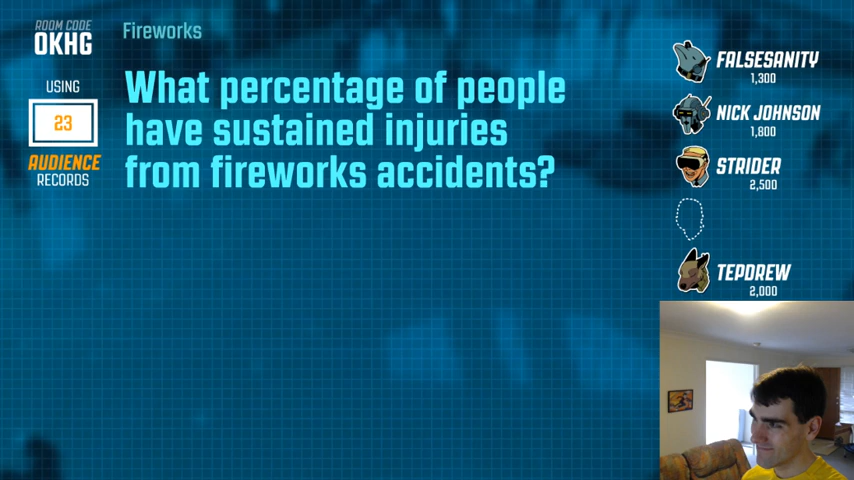 ROOM CODE
OKHG
Fireworks
USING
23
AUDIENCE
RECORDS
What percentage of people
have sustained injuries
from fireworks accidents?
FALSESANITY
1,300
NICK JOHNSON
1,800
STRIDER
2,500
TEPDREW
2,000